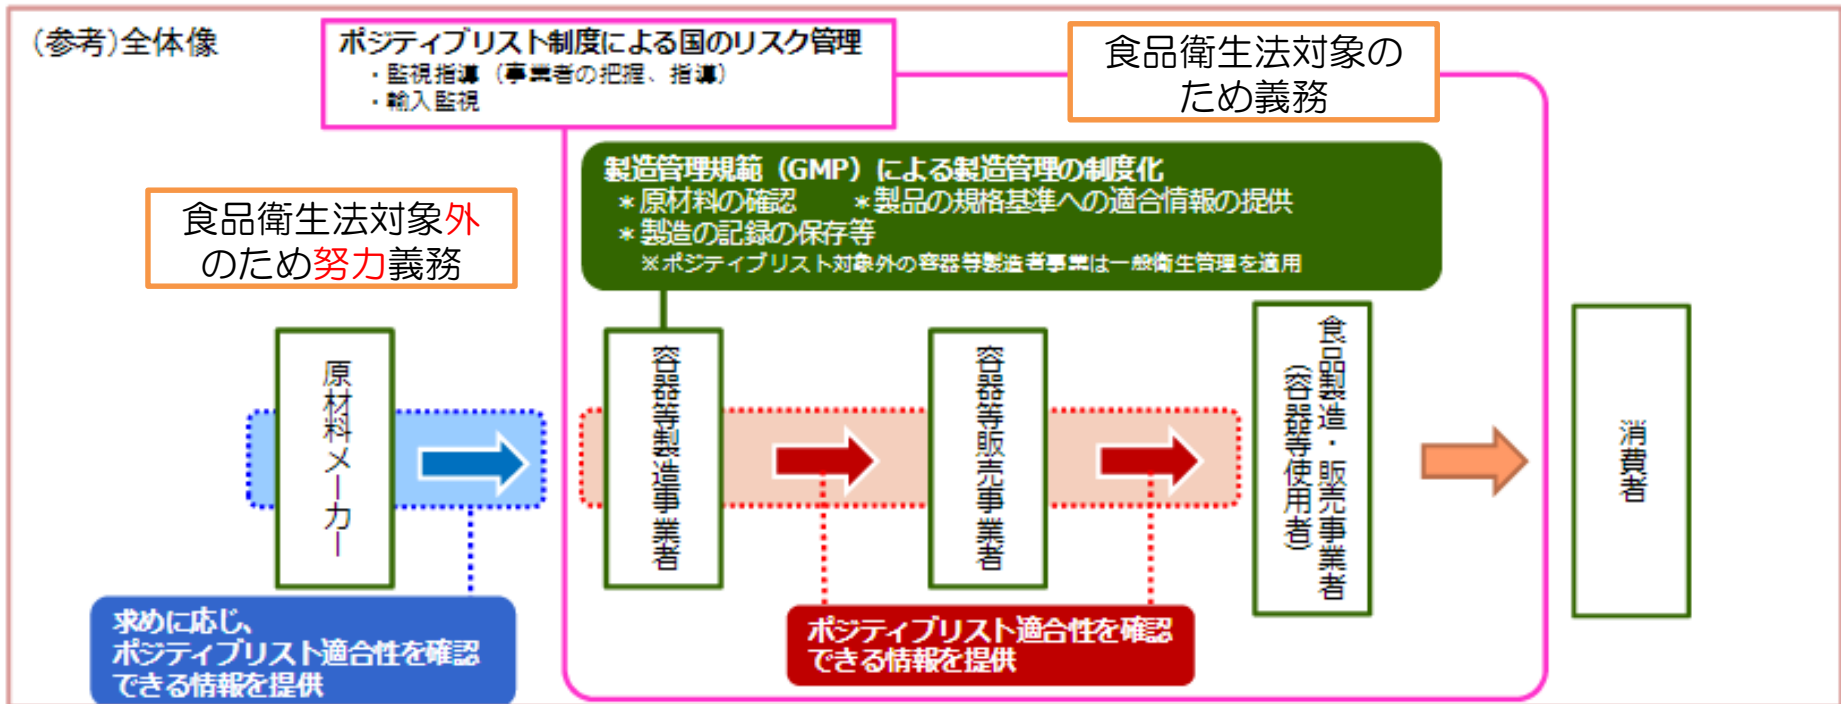 (参考)全体像
ポジティブリスト制度による国のリスク管理
・監視指導（事業者の把握、指導）
・輸入監視
食品衛生法対象の
ため義務
食品衛生法対象外
のため努力義務
製造管理規範（GMP）による製造管理の制度化
＊原材料の確認　＊製品の規格基準への適合情報の提供
＊製造の記録の保存等
※ポジティブリスト対象外の容器等製造者事業は一般衛生管理を適用
原材料メーカー
容器等製造事業者
容器等販売事業者
食品製造・販売事業者
（容器等使用者）
消費者
求めに応じ、
ポジティブリスト適合性を確認
できる情報を提供
ポジティブリスト適合性を確認
できる情報を提供